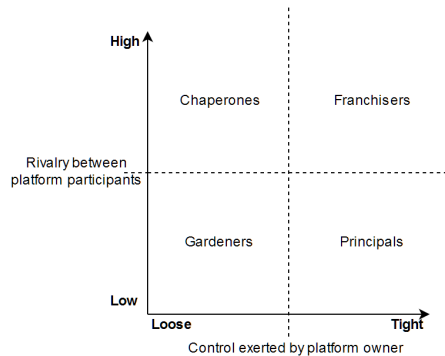 High
Chaperones
Franchisers
Rivalry between
platform participants
Gardeners
Principals
Low
Loose
Tight
Control exerted by platform owner